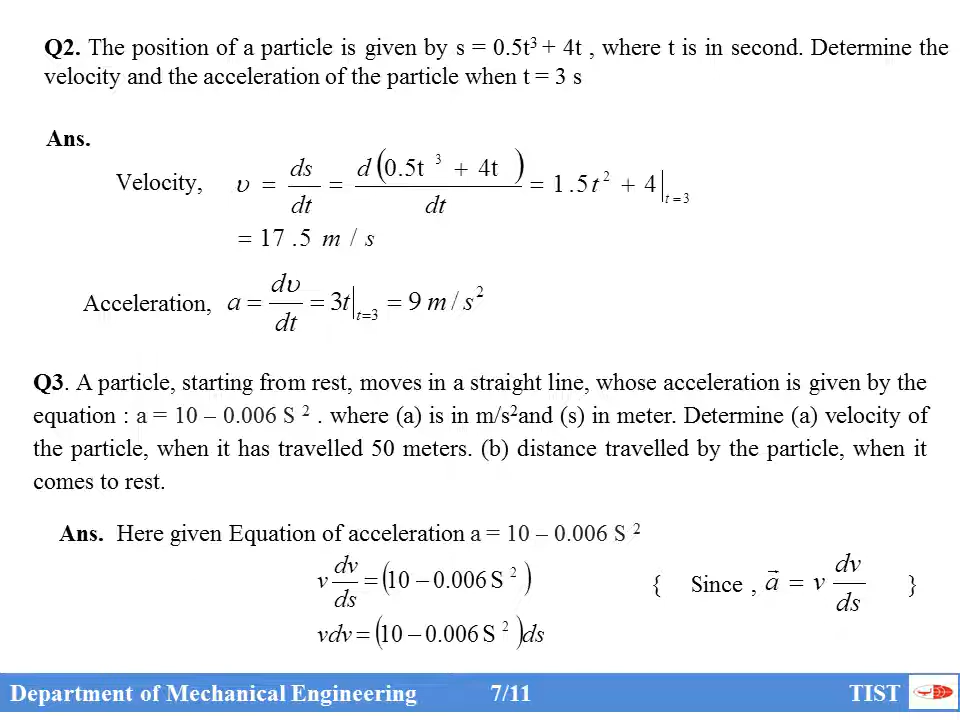 Q2. The position of a particle is given by s = 0.5t³ + 4t , where t is in second. Determine the
velocity and the acceleration of the particle when t = 3 s
Ans.
Velocity, υ = ds/dt = d(0.5t³ + 4t)/dt = 1.5t² + 4|t=3
= 17.5 m / s
Acceleration, a = dυ/dt = 3t|t=3 = 9 m / s²
Q3. A particle, starting from rest, moves in a straight line, whose acceleration is given by the
equation : a = 10 – 0.006 S ² . where (a) is in m/s²and (s) in meter. Determine (a) velocity of
the particle, when it has travelled 50 meters. (b) distance travelled by the particle, when it
comes to rest.
Ans. Here given Equation of acceleration a = 10 – 0.006 S ²
v dv/ds = (10 − 0.006 S ²) { Since , a⃗ = v dv/ds }
vdv = (10 − 0.006 S ²)ds
Department of Mechanical Engineering 7/11 TIST